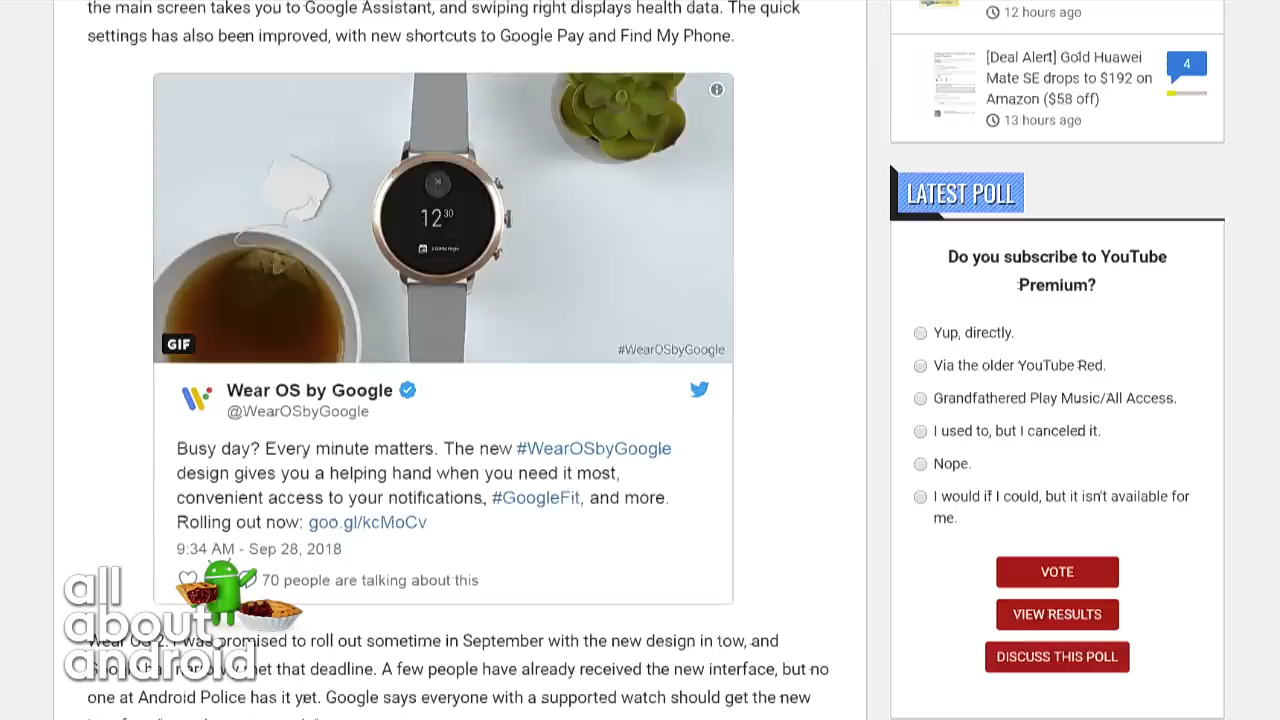 the main screen takes you to Google Assistant, and swiping right displays health data. The quick
settings has also been improved, with new shortcuts to Google Pay and Find My Phone.
12:30
GIF
#WearOSbyGoogle
Wear OS by Google
@WearOSbyGoogle
Busy day? Every minute matters. The new #WearOSbyGoogle
design gives you a helping hand when you need it most,
convenient access to your notifications, #GoogleFit, and more.
Rolling out now: goo.gl/kcMoCv
9:34 AM - Sep 28, 2018
70 people are talking about this
Wear OS 2.1 was promised to roll out sometime in September with the new design in tow, and
met that deadline. A few people have already received the new interface, but no
one at Android Police has it yet. Google says everyone with a supported watch should get the new
all
about
android
12 hours ago
[Deal Alert] Gold Huawei
Mate SE drops to $192 on
Amazon ($58 off)
13 hours ago
4
LATEST POLL
Do you subscribe to YouTube
Premium?
Yup, directly.
Via the older YouTube Red.
Grandfathered Play Music/All Access.
I used to, but I canceled it.
Nope.
I would if I could, but it isn't available for
me.
VOTE
VIEW RESULTS
DISCUSS THIS POLL